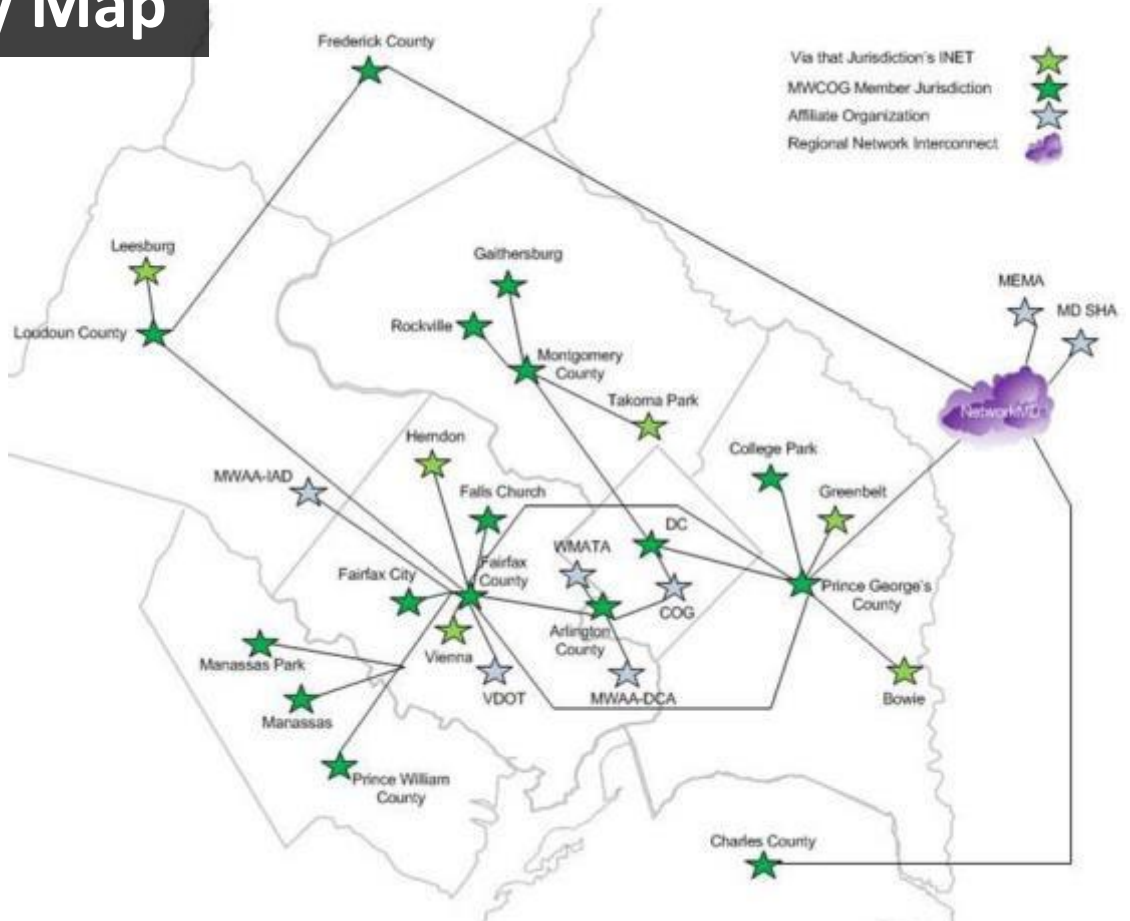 Map
Frederick County
Via that Jurisdiction's INET
MWCOG Member Jurisdiction
Affiliate Organization
Regional Network Interconnect
Leesburg
Loudoun County
Gaithersburg
Rockville
Montgomery
County
Takoma Park
MEMA
MD SHA
NetworkMD
Herndon
MWAA-IAD
Falls Church
College Park
Greenbelt
DC
WMATA
Fairfax
County
Fairfax City
Prince George's
County
COG
Arlington
County
Manassas Park
Vienna
VDOT
MWAA-DCA
Bowie
Manassas
Prince William
County
Charles County